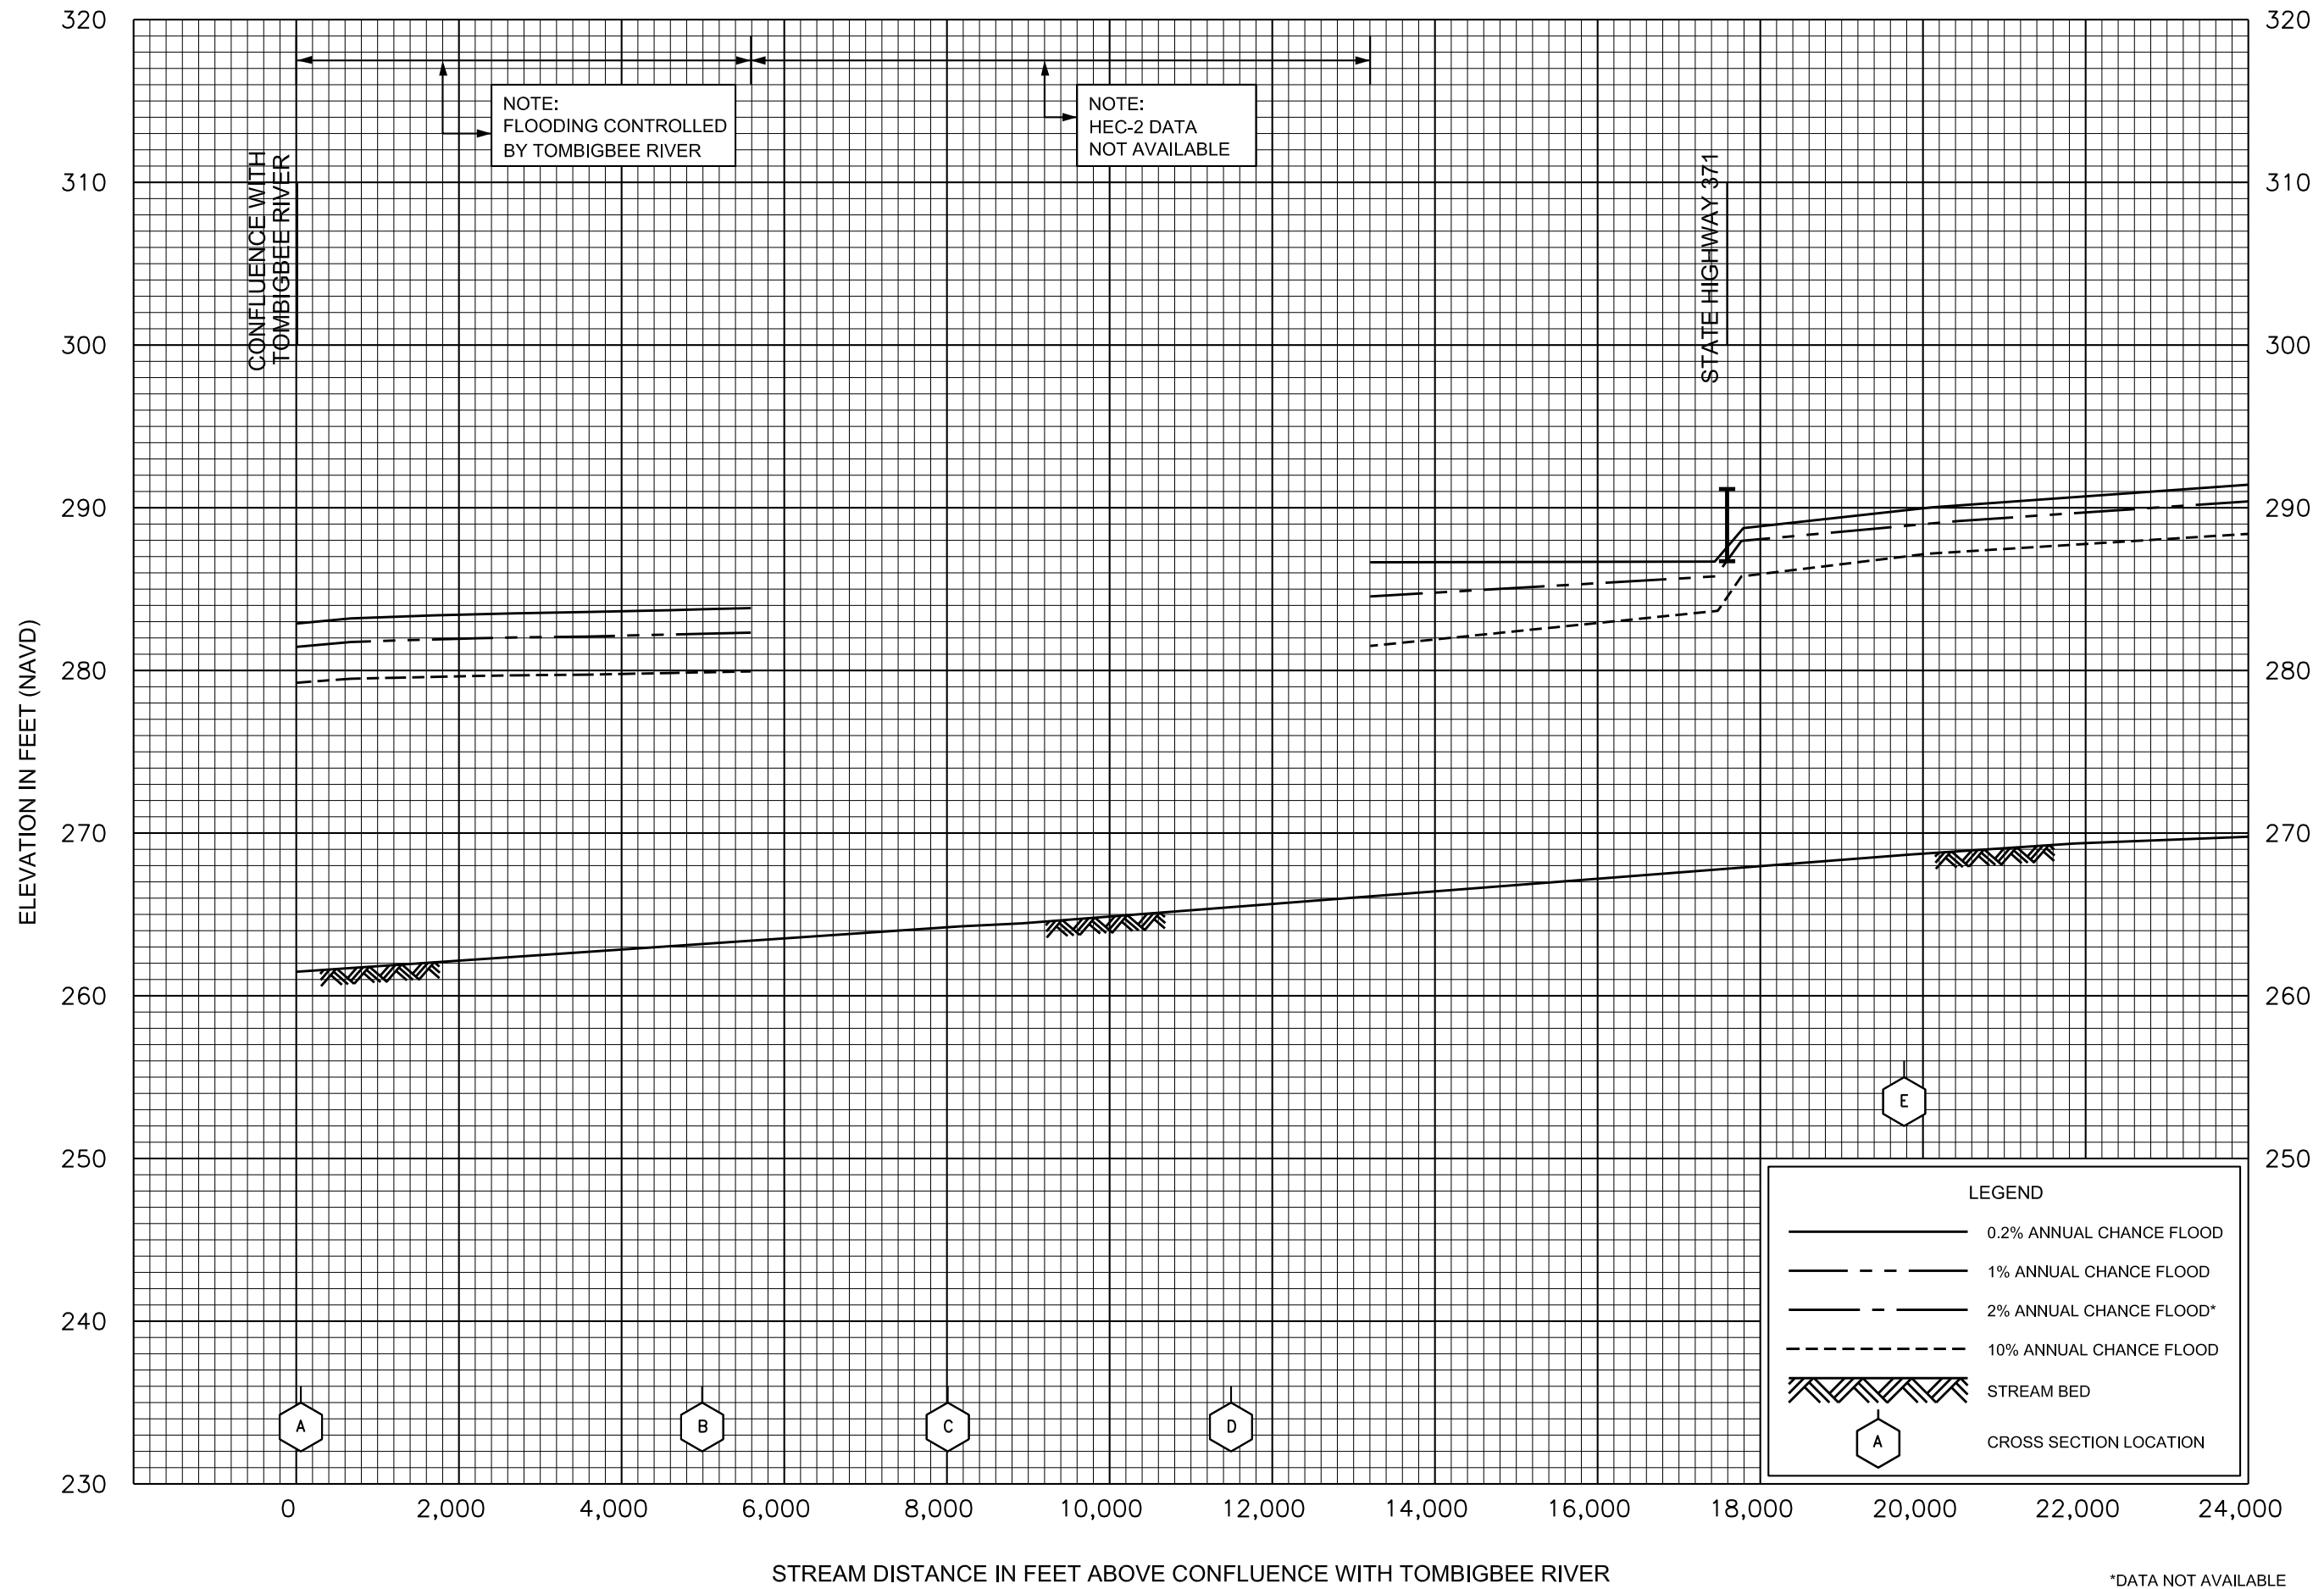 320
310
300
290
280
270
260
250
240
230
ELEVATION IN FEET (NAVD)
CONFLUENCE WITH
TOMBIGBEE RIVER
NOTE:
FLOODING CONTROLLED
BY TOMBIGBEE RIVER
NOTE:
HEC-2 DATA
NOT AVAILABLE
STATE HIGHWAY 371
320
310
300
290
280
270
260
250
A
B
C
D
E
LEGEND
0.2% ANNUAL CHANCE FLOOD
1% ANNUAL CHANCE FLOOD
2% ANNUAL CHANCE FLOOD*
10% ANNUAL CHANCE FLOOD
STREAM BED
A CROSS SECTION LOCATION
0 2,000 4,000 6,000 8,000 10,000 12,000 14,000 16,000 18,000 20,000 22,000 24,000
STREAM DISTANCE IN FEET ABOVE CONFLUENCE WITH TOMBIGBEE RIVER
*DATA NOT AVAILABLE